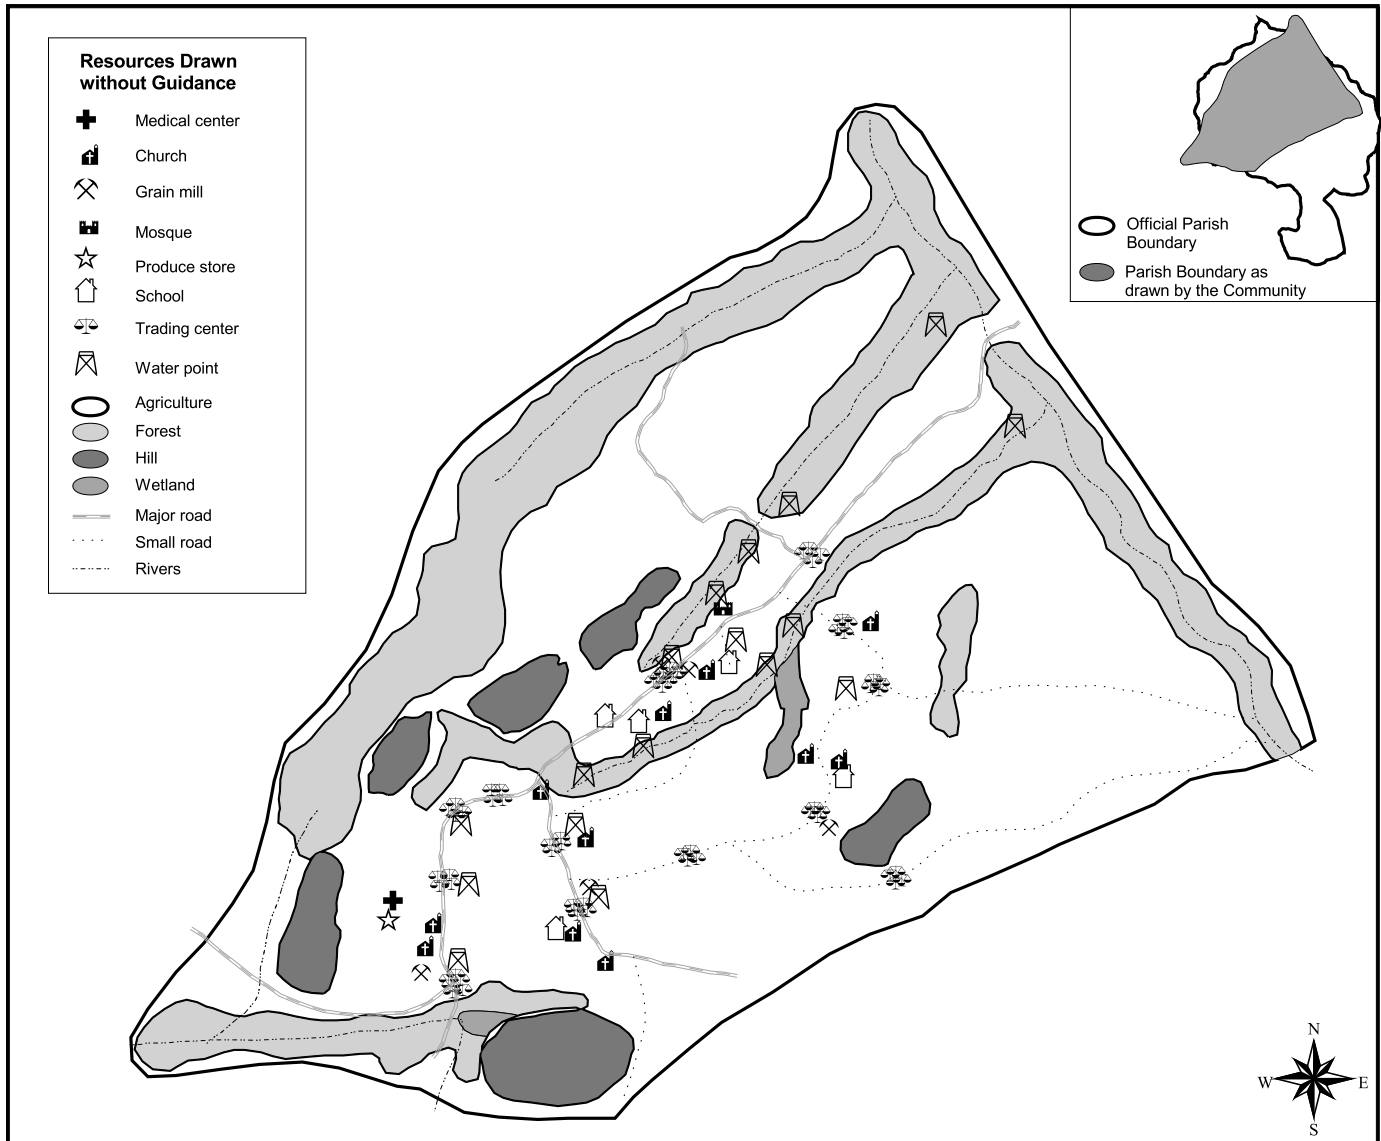 Resources Drawn
without Guidance
Medical center
Church
Grain mill
Mosque
Produce store
School
Trading center
Water point
Agriculture
Forest
Hill
Wetland
Major road
Small road
Rivers
Official Parish
Boundary
Parish Boundary as
drawn by the Community
N
W E
S